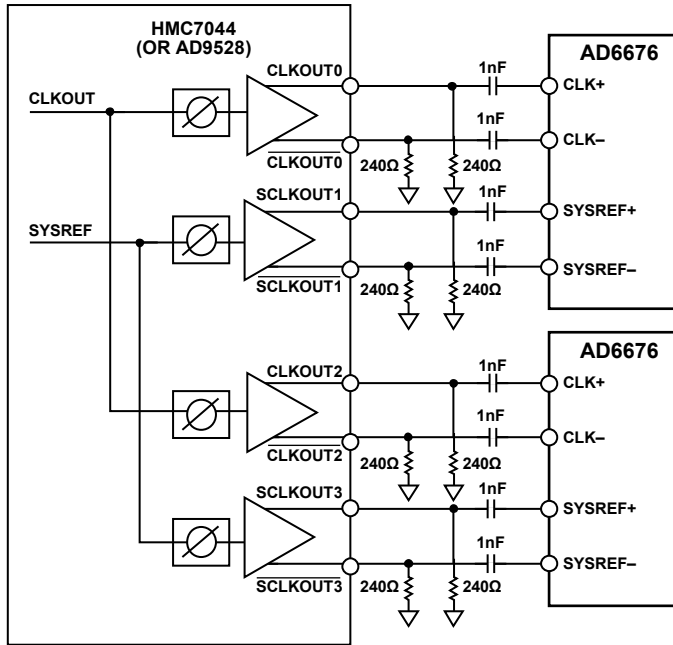 HMC7044
(OR AD9528)
AD6676
CLKOUT
SYSREF
CLKOUT0
CLKOUT0
1nF
CLK+
1nF
CLK–
240Ω
240Ω
SCLKOUT1
SCLKOUT1
1nF
SYSREF+
1nF
SYSREF–
240Ω
240Ω
AD6676
CLKOUT2
CLKOUT2
1nF
CLK+
1nF
CLK–
240Ω
240Ω
SCLKOUT3
SCLKOUT3
1nF
SYSREF+
1nF
SYSREF–
240Ω
240Ω